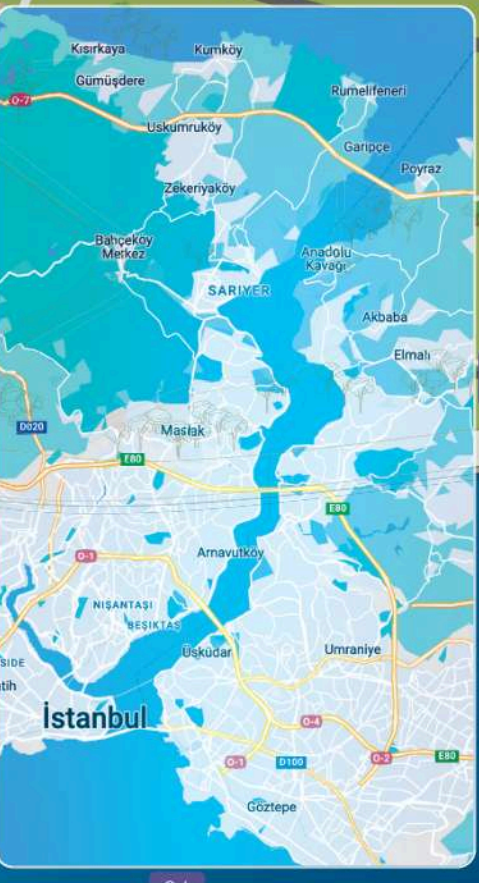 Kısırkaya
Kumköy
Gümüşdere
Rumelifeneri
O-7
Uskumruköy
Garipçe
Poyraz
Zekeriyaköy
Bahçeköy
Merkez
Anadolu
Kavağı
SARIYER
Akbaba
Elmalı
D020
Maslak
E80
E80
Arnavutköy
O-1
NİŞANTAŞI
BEŞİKTAŞ
Üsküdar
Umraniye
SIDE
tih
İstanbul
O-4
O-1
D100
O-2
E80
Göztepe